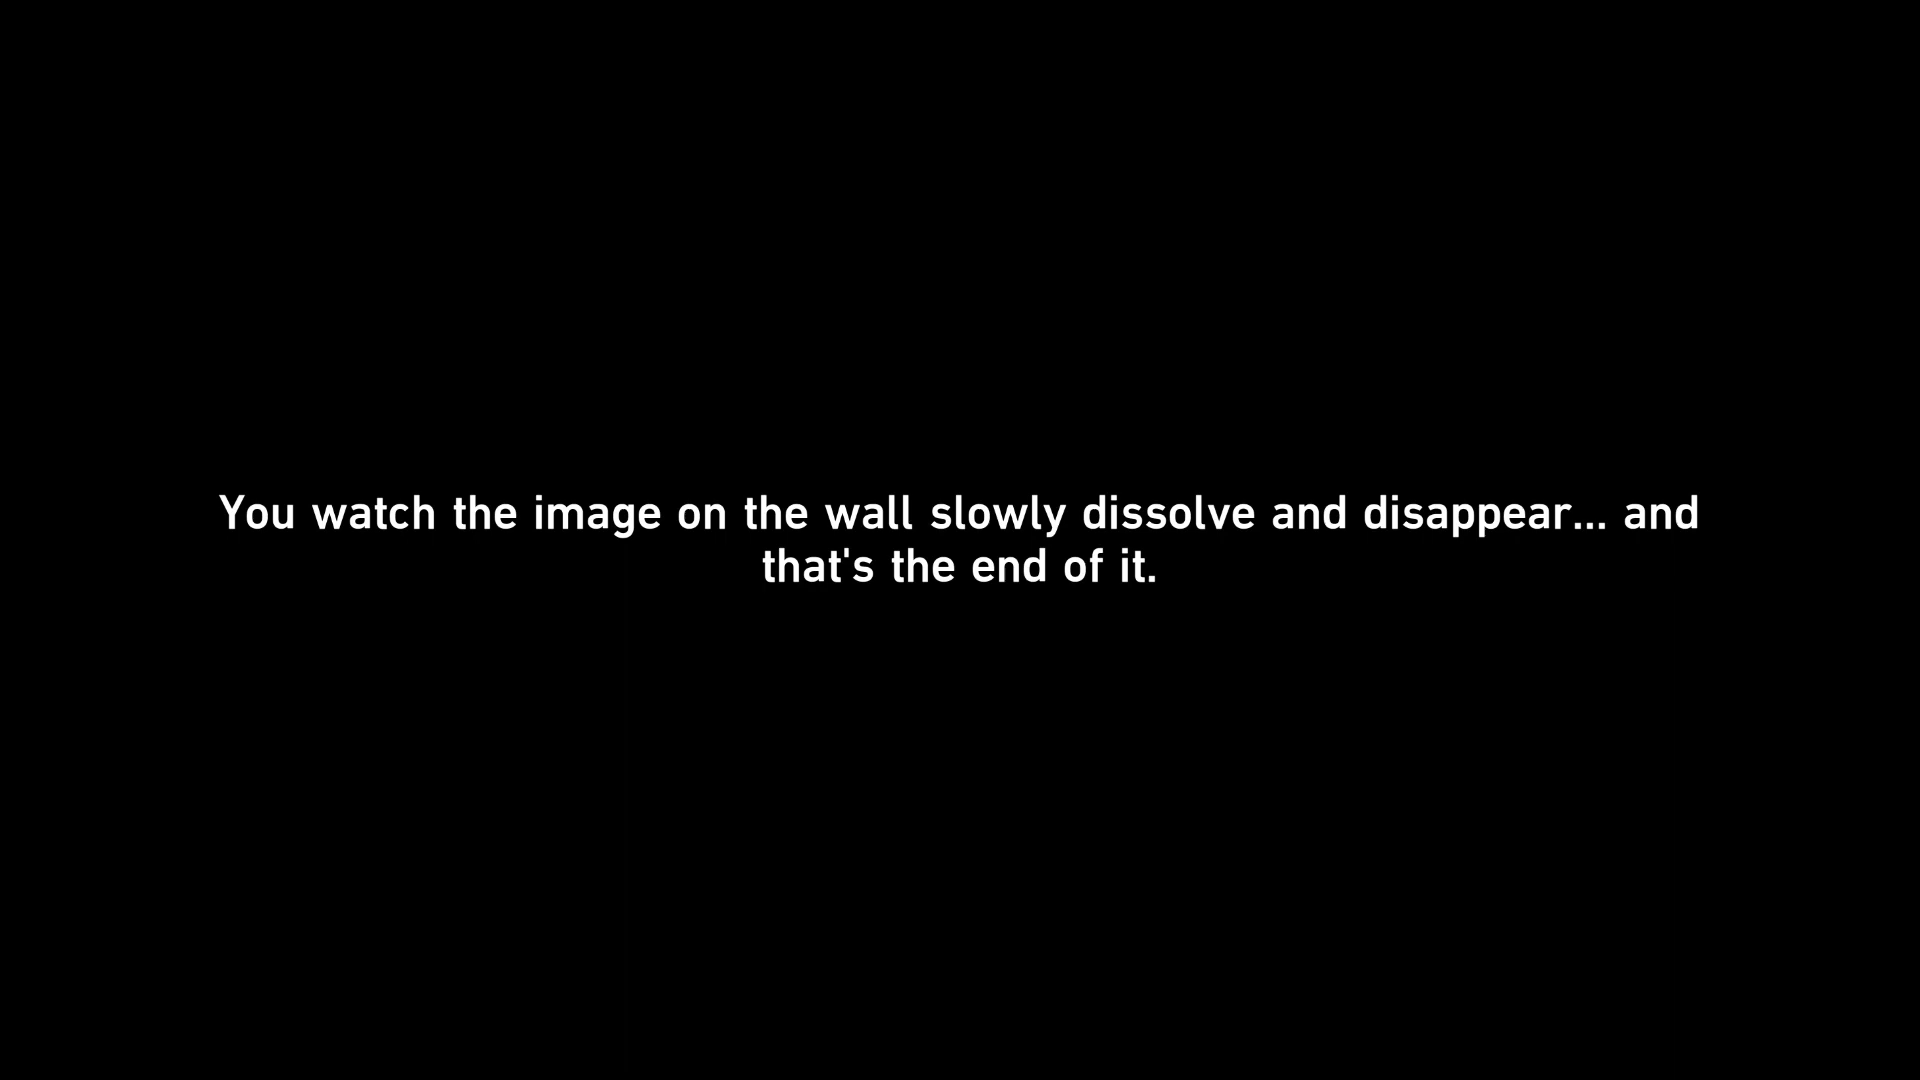 You watch the image on the wall slowly dissolve and disappear... and
that's the end of it.